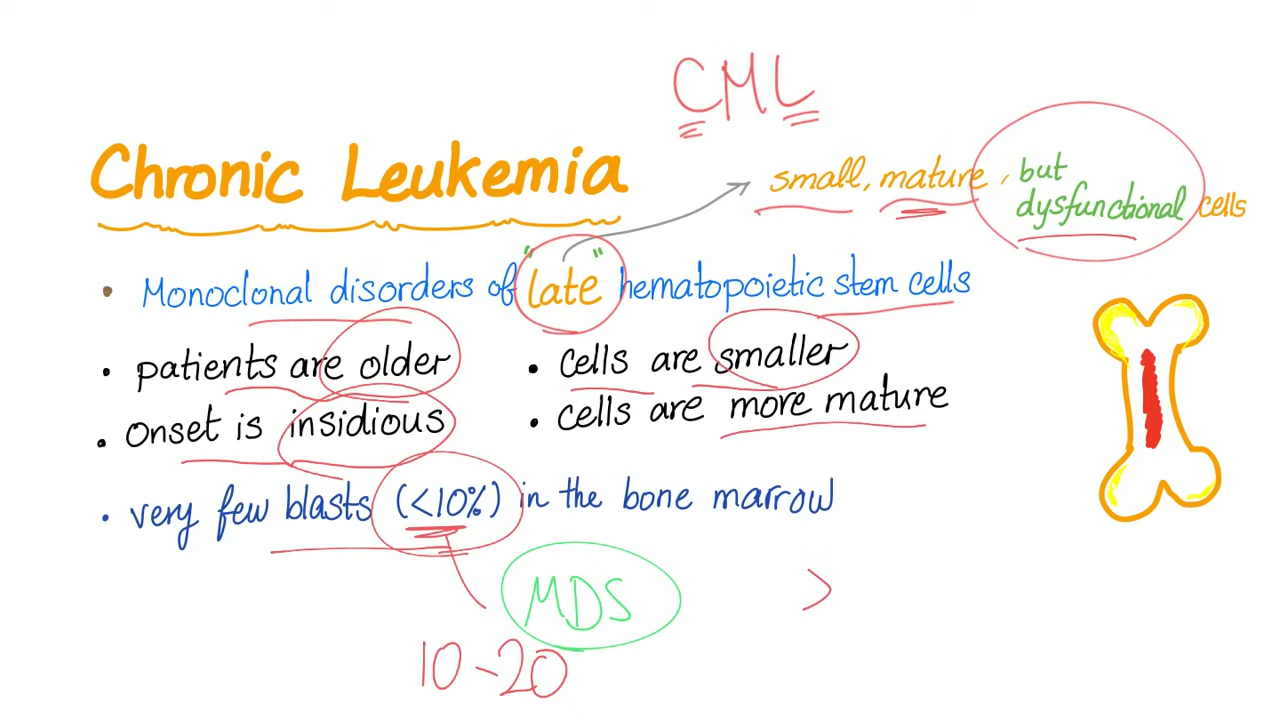 CML
Chronic Leukemia
small, mature, but
dysfunctional cells
• Monoclonal disorders of "late" hematopoietic stem cells
• patients are older
• cells are smaller
• onset is insidious
• cells are more mature
• very few blasts (<10%) in the bone marrow
MDS >
10-20